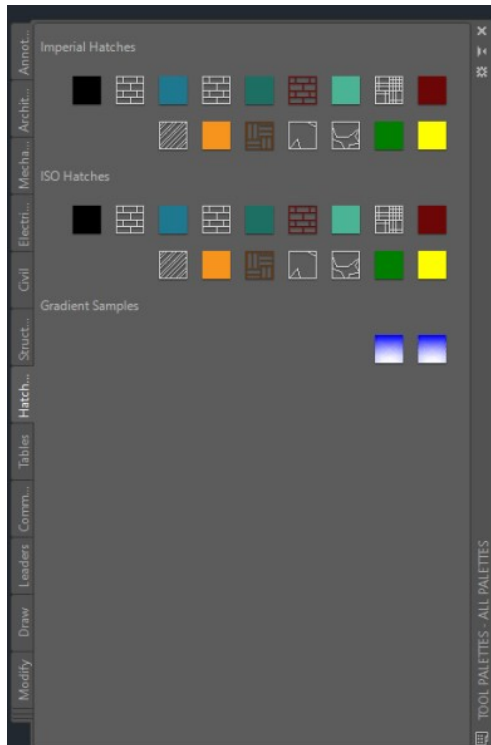 Imperial Hatches
ISO Hatches
Gradient Samples
Annot...
Archit...
Mecha...
Electri...
Civil
Struct...
Hatch...
Tables
Comm...
Leaders
Draw
Modify
TOOL PALETTES - ALL PALETTES